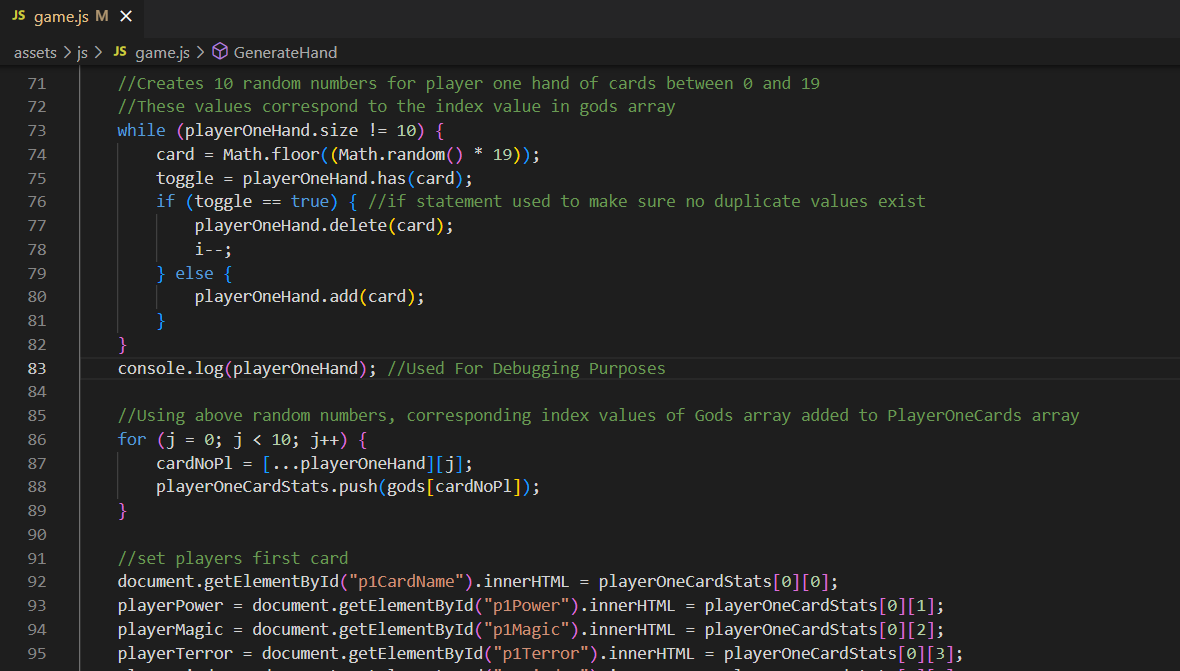 JS game.js M ×
assets > js > JS game.js > GenerateHand
71 //Creates 10 random numbers for player one hand of cards between 0 and 19
72 //These values correspond to the index value in gods array
73 while (playerOneHand.size != 10) {
74 card = Math.floor((Math.random() * 19));
75 toggle = playerOneHand.has(card);
76 if (toggle == true) { //if statement used to make sure no duplicate values exist
77 playerOneHand.delete(card);
78 i--;
79 } else {
80 playerOneHand.add(card);
81 }
82 }
83 console.log(playerOneHand); //Used For Debugging Purposes
84
85 //Using above random numbers, corresponding index values of Gods array added to PlayerOneCards array
86 for (j = 0; j < 10; j++) {
87 cardNoPl = [...playerOneHand][j];
88 playerOneCardStats.push(gods[cardNoPl]);
89 }
90
91 //set players first card
92 document.getElementById("p1CardName").innerHTML = playerOneCardStats[0][0];
93 playerPower = document.getElementById("p1Power").innerHTML = playerOneCardStats[0][1];
94 playerMagic = document.getElementById("p1Magic").innerHTML = playerOneCardStats[0][2];
95 playerTerror = document.getElementById("p1Terror").innerHTML = playerOneCardStats[0][3];